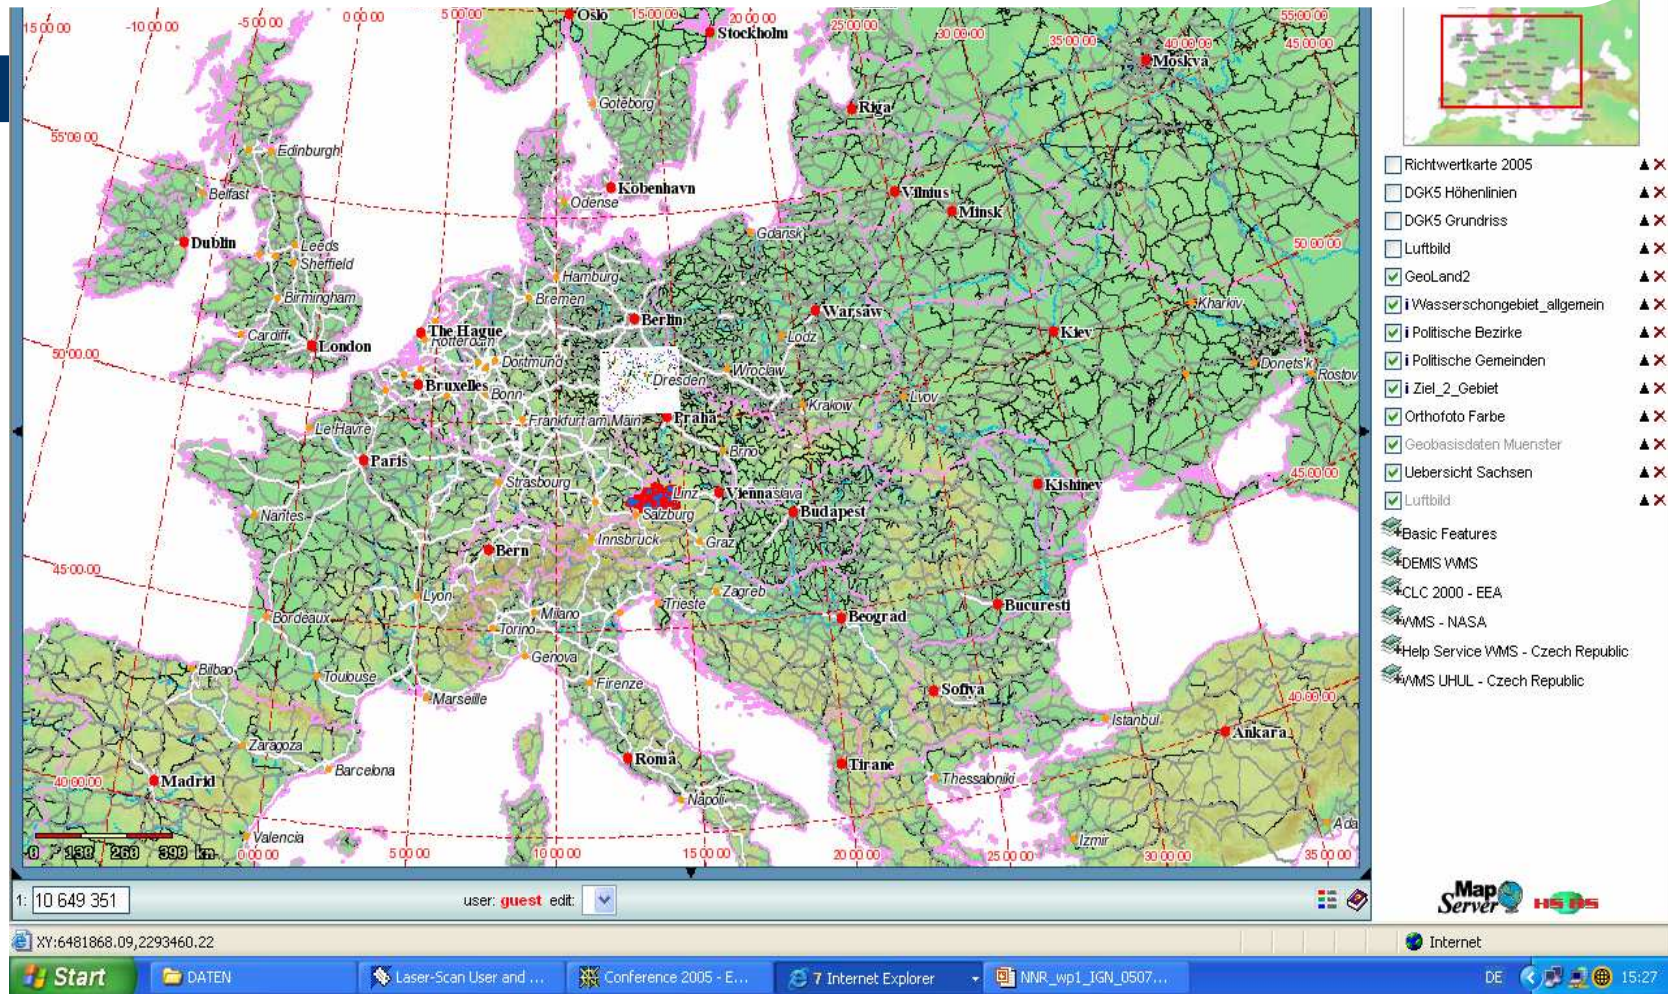 15 00 00
-10 00 00
-5 00 00
0 00 00
5 00 00
Oslo
15 00 00
20 00 00
Stockholm
25 00 00
30 00 00
35 00 00
40 00 00
55 00 00
45 00 00
Moskva
Goteborg
Riga
55 00 00
Edinburgh
Belfast
Kobenhavn
Odense
Vilnius
Minsk
Dublin
Leeds
Sheffield
Gdansk
50 00 00
Hamburg
Birmingham
Bremen
Kharkiv
Cardiff
London
The Hague
Rotterdam
Berlin
Warsaw
Lodz
Kiev
50 00 00
Dortmund
Dresden
Wroclaw
Donets'k
Rostov
Bruxelles
Bonn
Krakow
Lvov
Le Havre
Frankfurt am Main
Praha
Paris
Brno
Strasbourg
45 00 00
Kishinev
Linz
Vienna
slava
Nantes
Salzburg
Budapest
Bern
Innsbruck
Graz
45 00 00
Lyon
Zagreb
Bordeaux
Milano
Trieste
Beograd
Bucuresti
Torino
Genova
Bilbao
Toulouse
Marseille
Firenze
Sofiya
40 00 00
Istanbul
Zaragoza
Ankara
Barcelona
Roma
Tirane
Thessaloniki
40 00 00
Madrid
Napoli
Valencia
Izmir
Ada
0 130 260 390 km
0 00 00
5 00 00
10 00 00
15 00 00
20 00 00
25 00 00
30 00 00
35 00 00
Richtwertkarte 2005
DGK5 Höhenlinien
DGK5 Grundriss
Luftbild
GeoLand2
i Wasserschongebiet_allgemein
i Politische Bezirke
i Politische Gemeinden
i Ziel_2_Gebiet
Orthofoto Farbe
Geobasisdaten Muenster
Uebersicht Sachsen
Luftbild
Basic Features
DEMIS WMS
CLC 2000 - EEA
WMS - NASA
Help Service WMS - Czech Republic
WMS UHUL - Czech Republic
Map
Server
HS RS
1: 10 649 351
user: guest edit:
XY:6481868.09,2293460.22
Internet
Start
DATEN
Laser-Scan User and ...
Conference 2005 - E...
7 Internet Explorer
NNR_wp1_IGN_0507...
DE
15:27